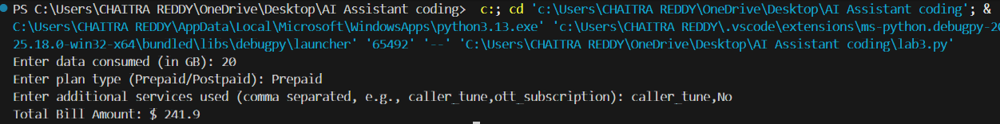 PS C:\Users\CHAITRA REDDY\OneDrive\Desktop\AI Assistant coding>  c:; cd 'c:\Users\CHAITRA REDDY\OneDrive\Desktop\AI Assistant coding'; &
C:\Users\CHAITRA REDDY\AppData\Local\Microsoft\WindowsApps\python3.13.exe' 'c:\Users\CHAITRA REDDY\.vscode\extensions\ms-python.debugpy-20
25.18.0-win32-x64\bundled\libs\debugpy\launcher' '65492' '--' 'C:\Users\CHAITRA REDDY\OneDrive\Desktop\AI Assistant coding\lab3.py'
Enter data consumed (in GB): 20
Enter plan type (Prepaid/Postpaid): Prepaid
Enter additional services used (comma separated, e.g., caller_tune,ott_subscription): caller_tune,No
Total Bill Amount: $ 241.9